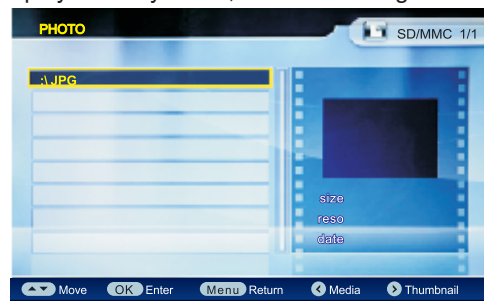 PHOTO
SD/MMC 1/1
:\ JPG
size
reso
date
Move OK Enter Menu Return Media Thumbnail